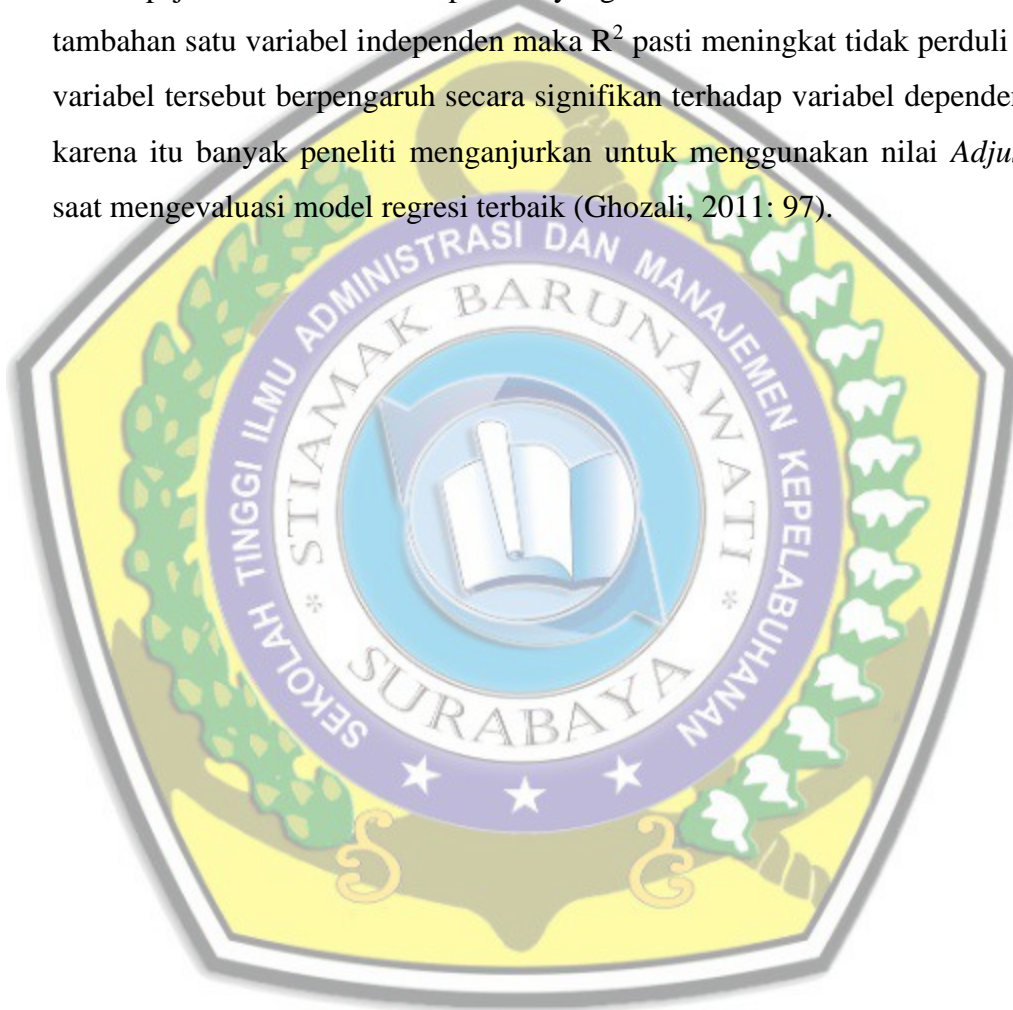 tambahan satu variabel independen maka R² pasti meningkat tidak perduli
variabel tersebut berpengaruh secara signifikan terhadap variabel
karena itu banyak peneliti menganjurkan untuk menggunakan nilai
saat mengevaluasi model regresi terbaik (Ghozali, 2011: 97).
SEKOLAH TINGGI ILMU ADMINISTRASI DAN MANAJEMEN KEPELABUHANAN
STIAMAK BARUNAWATI
* SURABAYA *